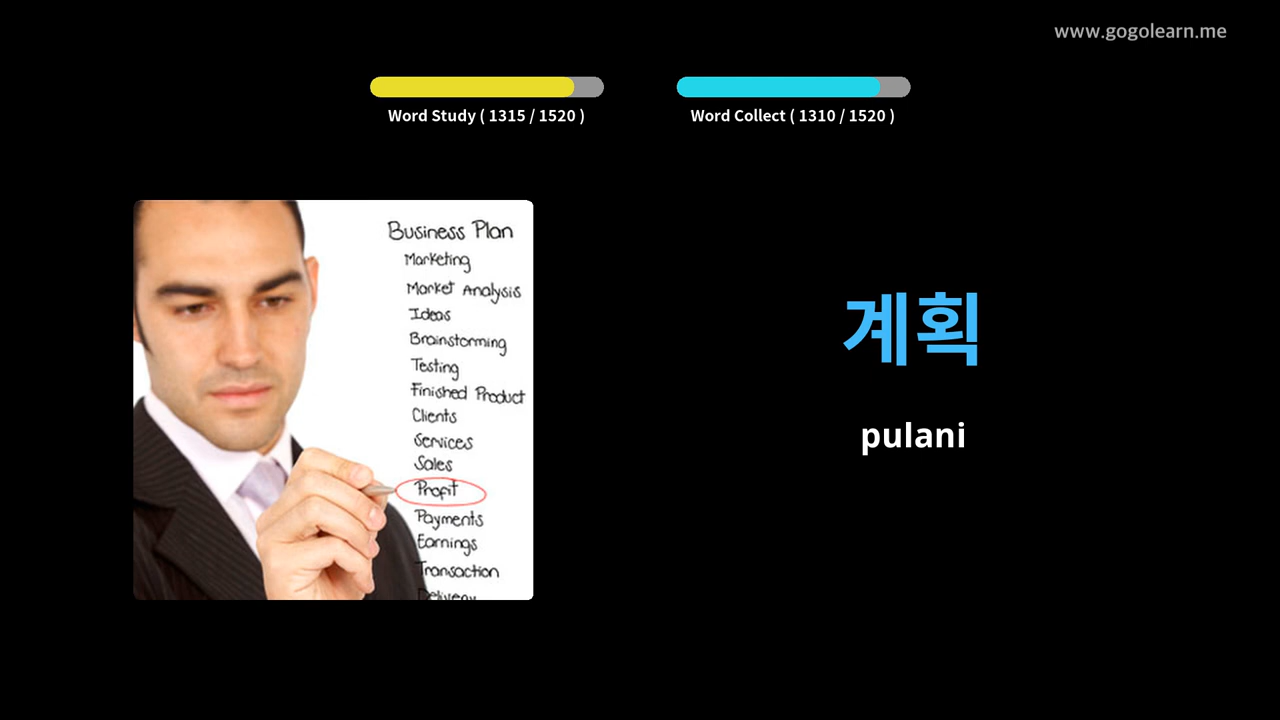 www.gogolearn.me
Word Study ( 1315 / 1520 )
Word Collect ( 1310 / 1520 )
Business Plan
Marketing
Market Analysis
Ideas
Brainstorming
Testing
Finished Product
Clients
Services
Sales
Profit
Payments
Earnings
Transaction
Delivery
계획
pulani